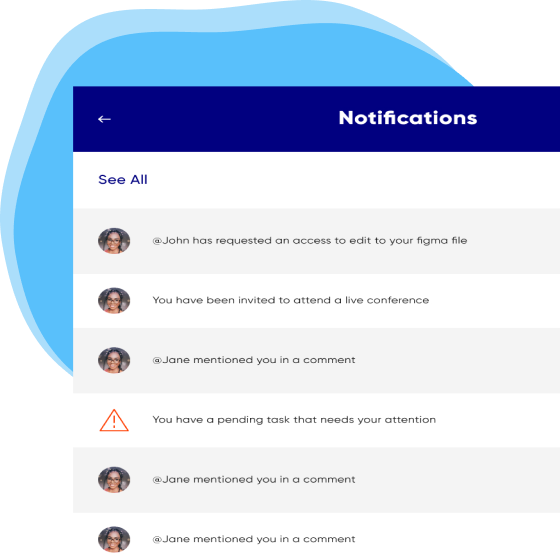 Notifications
See All
@John has requested an access to edit to your figma file
You have been invited to attend a live conference
@Jane mentioned you in a comment
You have a pending task that needs your attention
@Jane mentioned you in a comment
@Jane mentioned you in a comment